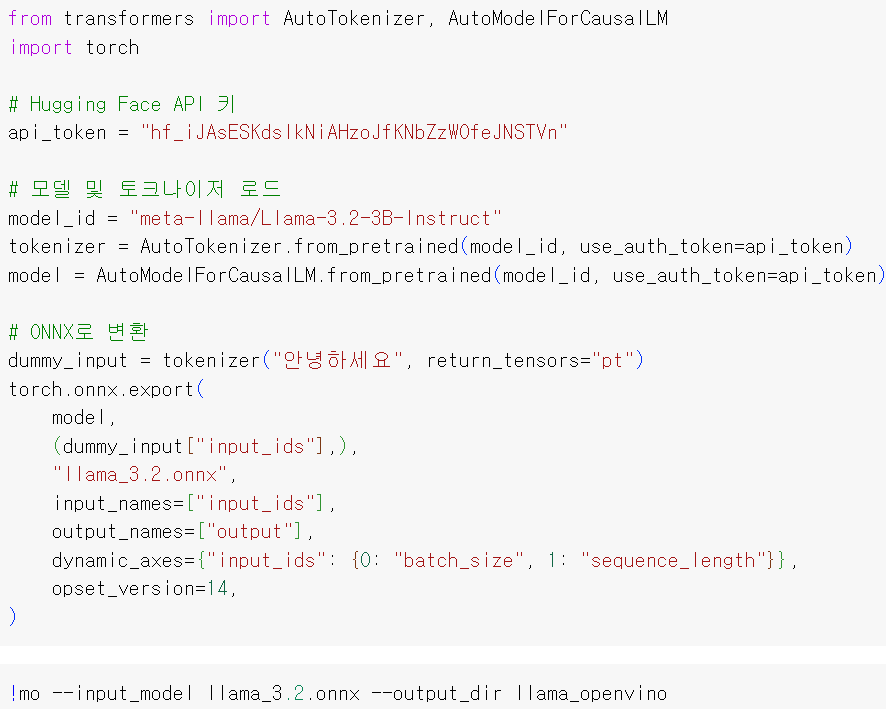 from transformers import AutoTokenizer, AutoModelForCausalLM
import torch
# Hugging Face API 키
api_token = "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"
# 모델 및 토크나이저 로드
model_id = "meta-llama/Llama-3.2-3B-Instruct"
tokenizer = AutoTokenizer.from_pretrained(model_id, use_auth_token=api_token)
model = AutoModelForCausalLM.from_pretrained(model_id, use_auth_token=api_token)
# ONNX로 변환
dummy_input = tokenizer("안녕하세요", return_tensors="pt")
torch.onnx.export(
    model,
    (dummy_input["input_ids"],),
    "llama_3.2.onnx",
    input_names=["input_ids"],
    output_names=["output"],
    dynamic_axes={"input_ids": {0: "batch_size", 1: "sequence_length"}},
    opset_version=14,
)
!mo --input_model llama_3.2.onnx --output_dir llama_openvino